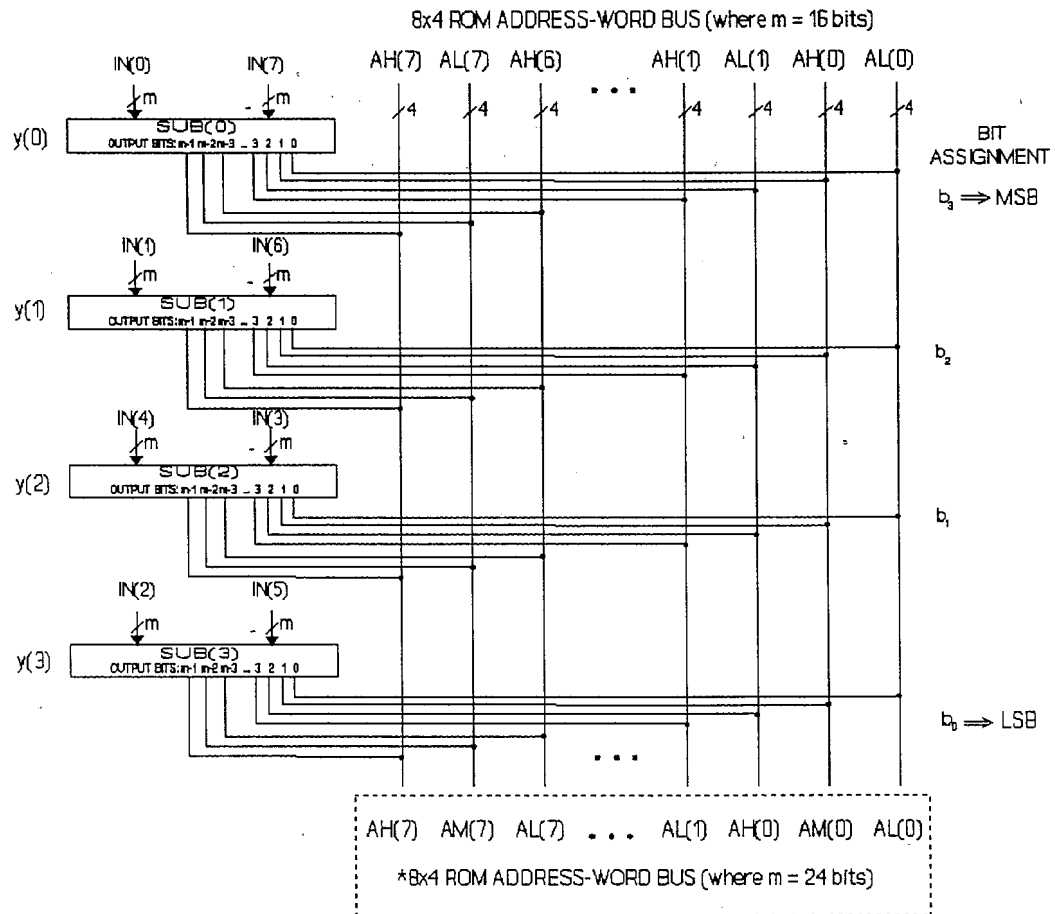 8x4 ROM ADDRESS-WORD BUS (where m = 16 bits)
IN(0) IN(7) AH(7) AL(7) AH(6) ... AH(1) AL(1) AH(0) AL(0)
m m 4 4 4 4 4 4 4
y(0) SUB(0)
OUTPUT BITS: m-1 m-2 m-3 ... 3 2 1 0
BIT
ASSIGNMENT
b₃ ⇒ MSB
IN(1) IN(6)
m m
y(1) SUB(1)
OUTPUT BITS: m-1 m-2 m-3 ... 3 2 1 0
b₂
IN(4) IN(3)
m m
y(2) SUB(2)
OUTPUT BITS: m-1 m-2 m-3 ... 3 2 1 0
b₁
IN(2) IN(5)
m m
y(3) SUB(3)
OUTPUT BITS: m-1 m-2 m-3 ... 3 2 1 0
b₀ ⇒ LSB
...
AH(7) AM(7) AL(7) ... AL(1) AH(0) AM(0) AL(0)
*8x4 ROM ADDRESS-WORD BUS (where m = 24 bits)